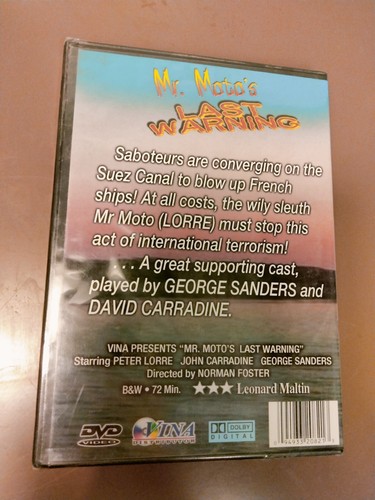 Mr. Moto's
LAST
WARNING
Saboteurs are converging on the
Suez Canal to blow up French
ships! At all costs, the wily sleuth
Mr Moto (LORRE) must stop this
act of international terrorism!
. . . A great supporting cast,
played by GEORGE SANDERS and
DAVID CARRADINE.
VINA PRESENTS "MR. MOTO'S LAST WARNING"
Starring PETER LORRE JOHN CARRADINE GEORGE SANDERS
Directed by NORMAN FOSTER
B&W • 72 Min. ★★★ Leonard Maltin
DVD
VIDEO
VINA
DISTRIBUTOR
DOLBY
DIGITAL